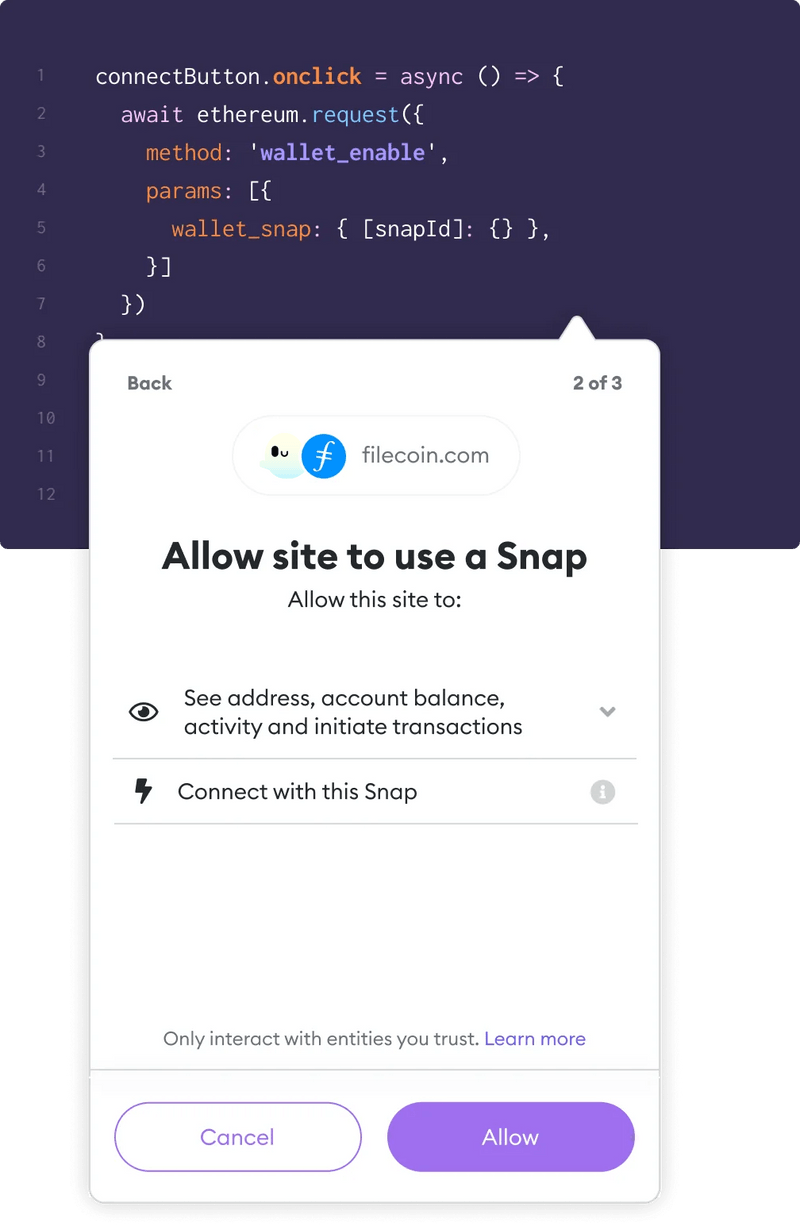 1 connectButton.onclick = async () => {
2 await ethereum.request({
3 method: 'wallet_enable',
4 params: [{
5 wallet_snap: { [snapId]: {} },
6 }]
7 })
8
9
10
11
12
Back
2 of 3
filecoin.com
Allow site to use a Snap
Allow this site to:
See address, account balance,
activity and initiate transactions
Connect with this Snap
Only interact with entities you trust. Learn more
Cancel
Allow